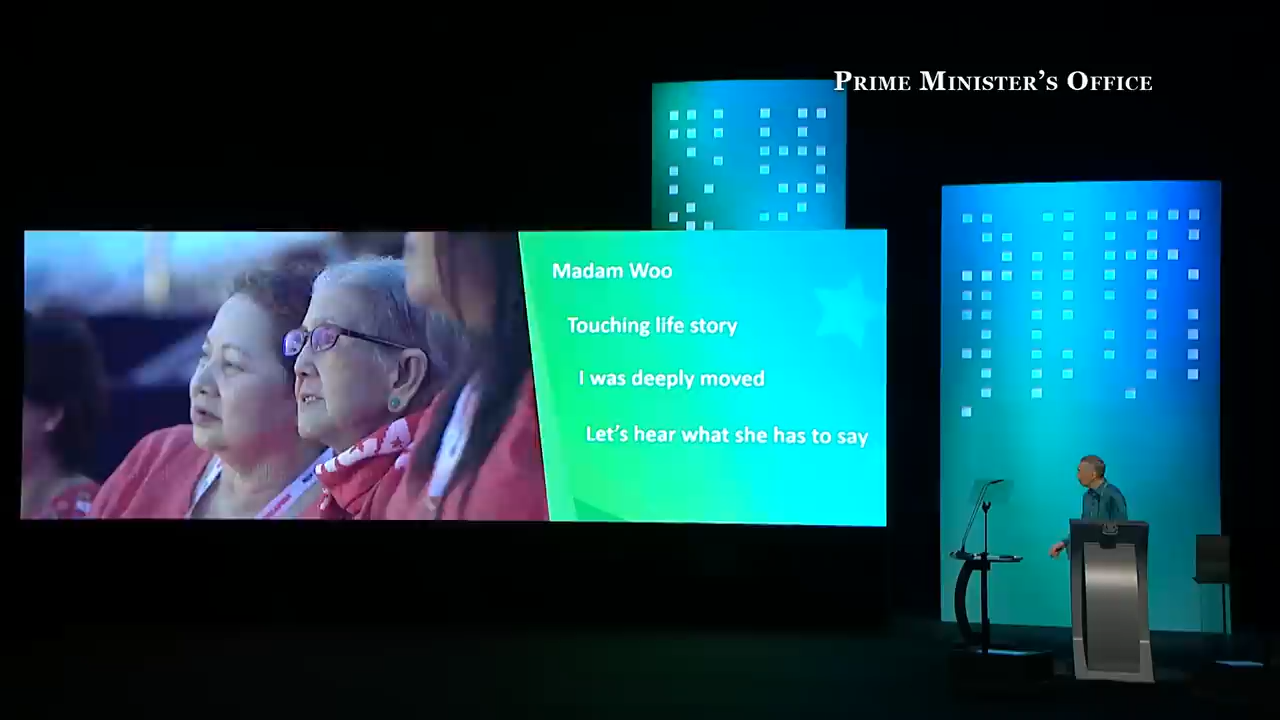 PRIME MINISTER'S OFFICE
Madam Woo
Touching life story
I was deeply moved
Let's hear what she has to say